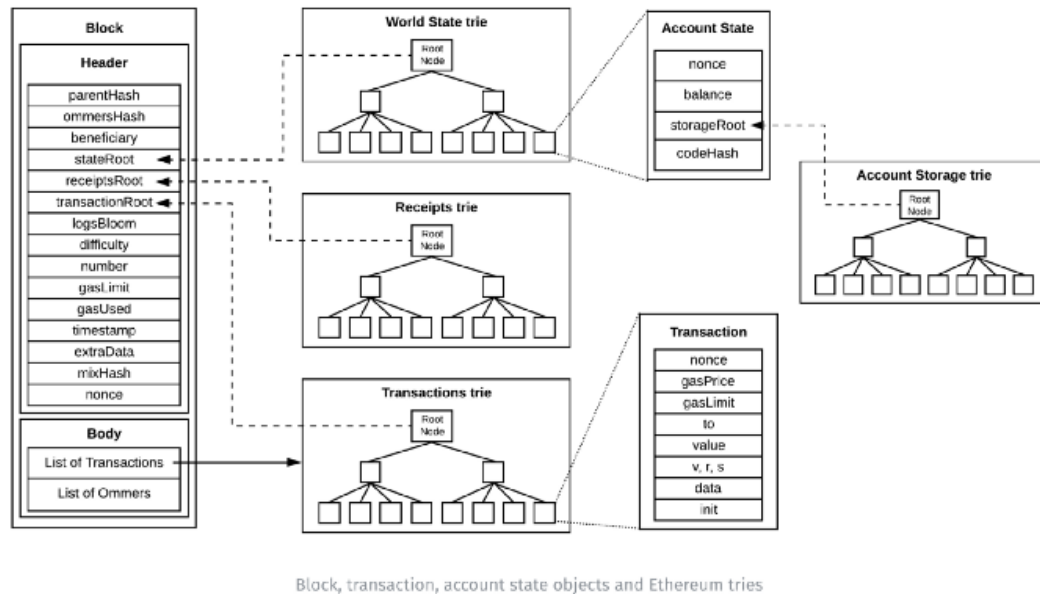 Block
Header
parentHash
ommersHash
beneficiary
stateRoot
receiptsRoot
transactionRoot
logsBloom
difficulty
number
gasLimit
gasUsed
timestamp
extraData
mixHash
nonce
Body
List of Transactions
List of Ommers
World State trie
Root
Node
Receipts trie
Root
Node
Transactions trie
Root
Node
Account State
nonce
balance
storageRoot
codeHash
Account Storage trie
Root
Node
Transaction
nonce
gasPrice
gasLimit
to
value
v, r, s
data
init
Block, transaction, account state objects and Ethereum tries